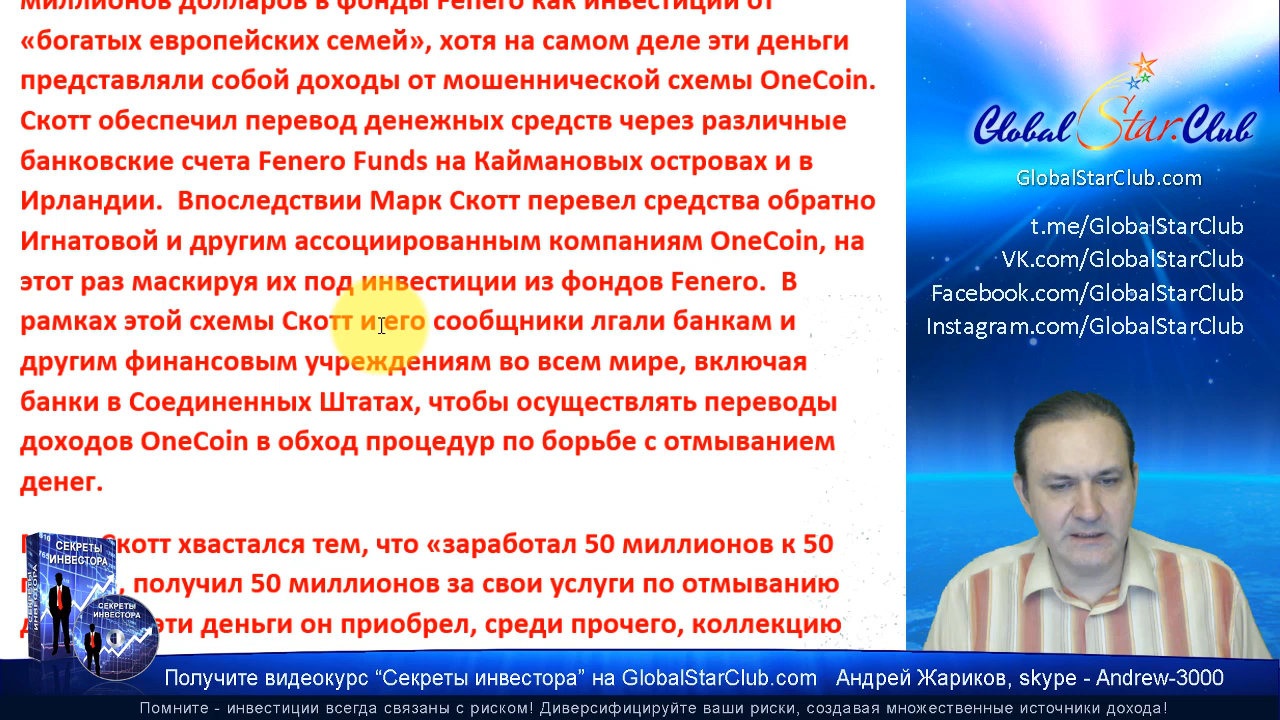 миллионов долларов в фонды Fenero как инвестиции от
«богатых европейских семей», хотя на самом деле эти деньги
представляли собой доходы от мошеннической схемы OneCoin.
Скотт обеспечил перевод денежных средств через различные
банковские счета Fenero Funds на Каймановых островах и в
Ирландии.  Впоследствии Марк Скотт перевел средства обратно
Игнатовой и другим ассоциированным компаниям OneCoin, на
этот раз маскируя их под инвестиции из фондов Fenero.  В
рамках этой схемы Скотт и его сообщники лгали банкам и
другим финансовым учреждениям во всем мире, включая
банки в Соединенных Штатах, чтобы осуществлять переводы
доходов OneCoin в обход процедур по борьбе с отмыванием
денег.
Скотт хвастался тем, что «заработал 50 миллионов к 50
, получил 50 миллионов за свои услуги по отмыванию
эти деньги он приобрел, среди прочего, коллекцию
Global Star.Club
GlobalStarClub.com
t.me/GlobalStarClub
VK.com/GlobalStarClub
Facebook.com/GlobalStarClub
Instagram.com/GlobalStarClub
СЕКРЕТЫ
ИНВЕСТОРА
СЕКРЕТЫ ИНВЕСТОРА
СЕКРЕТЫ
ИНВЕСТОРА
Получите видеокурс “Секреты инвестора” на GlobalStarClub.com   Андрей Жариков, skype - Andrew-3000
Помните - инвестиции всегда связаны с риском! Диверсифицируйте ваши риски, создавая множественные источники дохода!